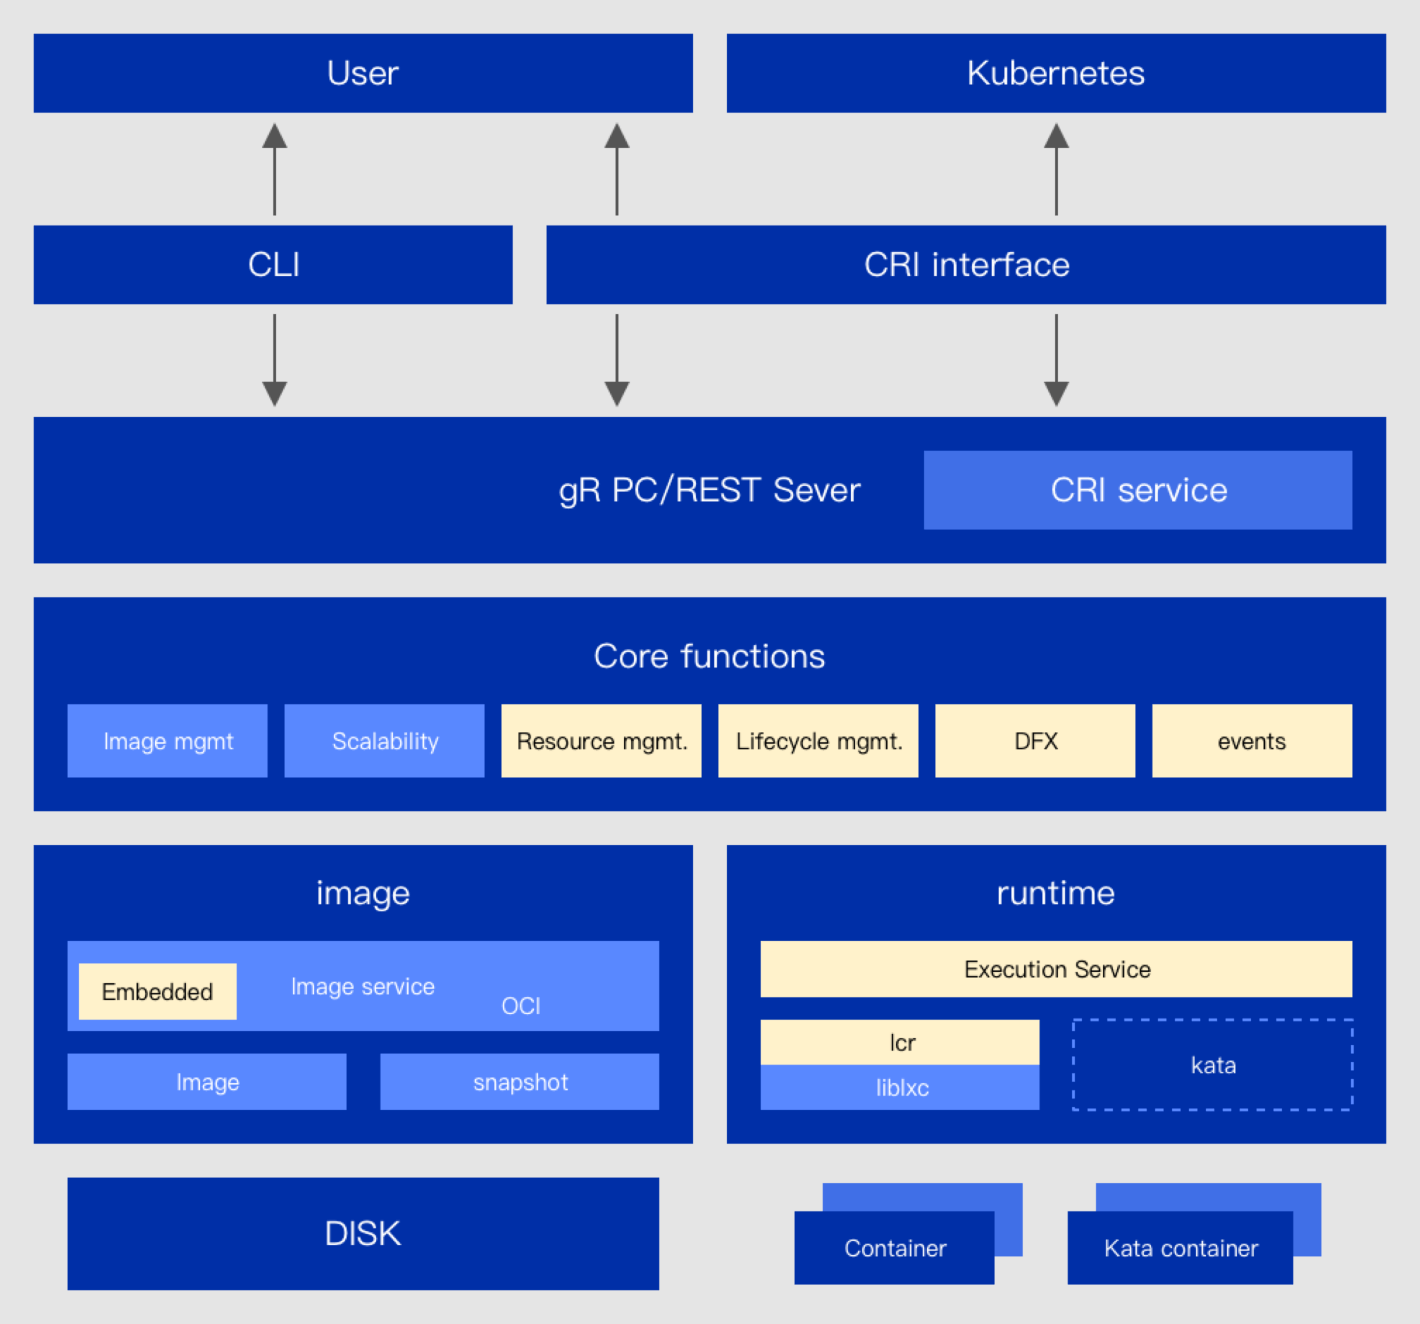 User
Kubernetes
CLI
CRI interface
gR PC/REST Sever
CRI service
Core functions
Image mgmt
Scalability
Resource mgmt.
Lifecycle mgmt.
DFX
events
image
Embedded
Image service
OCI
Image
snapshot
runtime
Execution Service
lcr
liblxc
kata
DISK
Container
Kata container